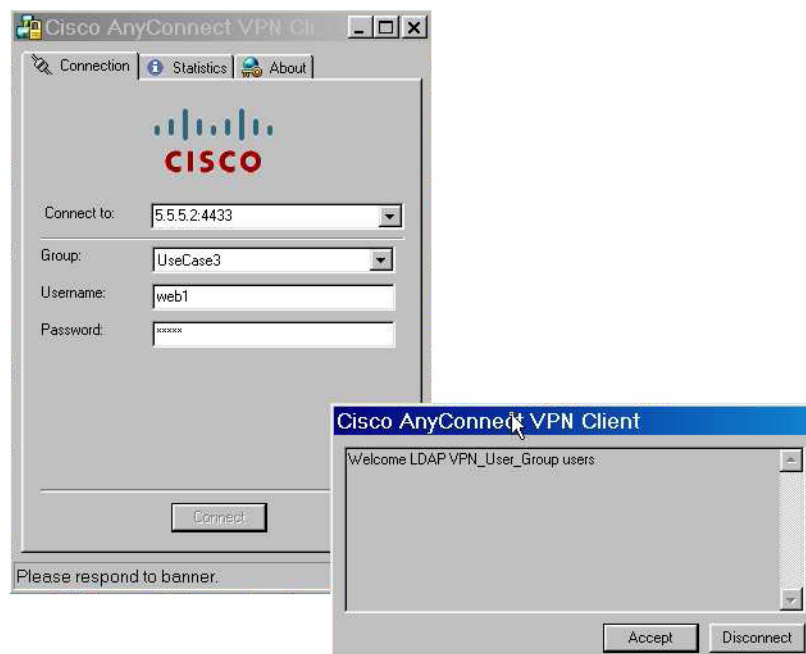 Cisco AnyConnect VPN Cli...
Connection Statistics About
CISCO
Connect to: 5.5.5.2:4433
Group: UseCase3
Username: web1
Password: xxxxx
Connect
Please respond to banner.
Cisco AnyConnect VPN Client
Welcome LDAP VPN_User_Group users
Accept Disconnect